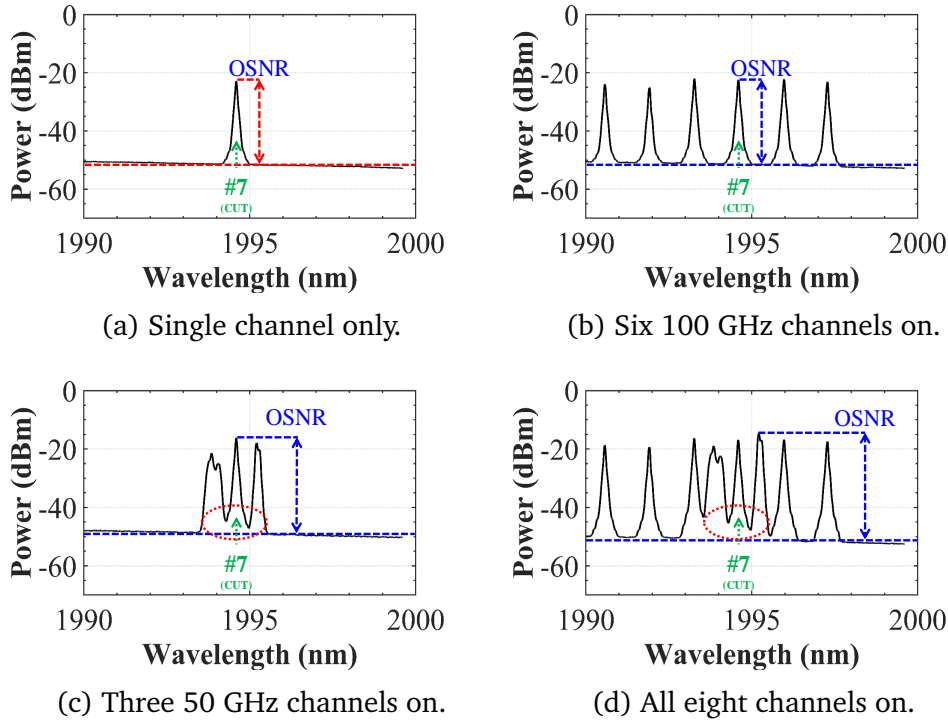 0
-20
-40
-60
Power (dBm)
OSNR
#7
(CUT)
1990
1995
2000
Wavelength (nm)
(a) Single channel only.
0
-20
-40
-60
Power (dBm)
OSNR
#7
(CUT)
1990
1995
2000
Wavelength (nm)
(b) Six 100 GHz channels on.
0
-20
-40
-60
Power (dBm)
OSNR
#7
(CUT)
1990
1995
2000
Wavelength (nm)
(c) Three 50 GHz channels on.
0
-20
-40
-60
Power (dBm)
OSNR
#7
(CUT)
1990
1995
2000
Wavelength (nm)
(d) All eight channels on.